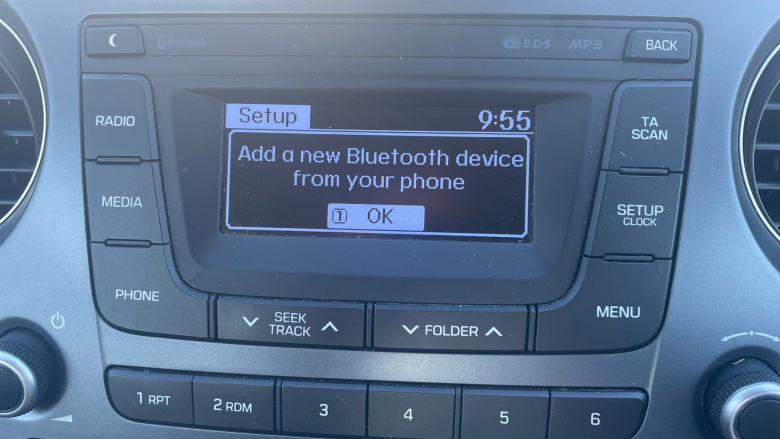 Bluetooth
R·D·S
MP3
BACK
RADIO
MEDIA
PHONE
Setup
9:55
Add a new Bluetooth device
from your phone
1 OK
TA
SCAN
SETUP
CLOCK
MENU
SEEK
TRACK
FOLDER
1 RPT
2 RDM
3
4
5
6